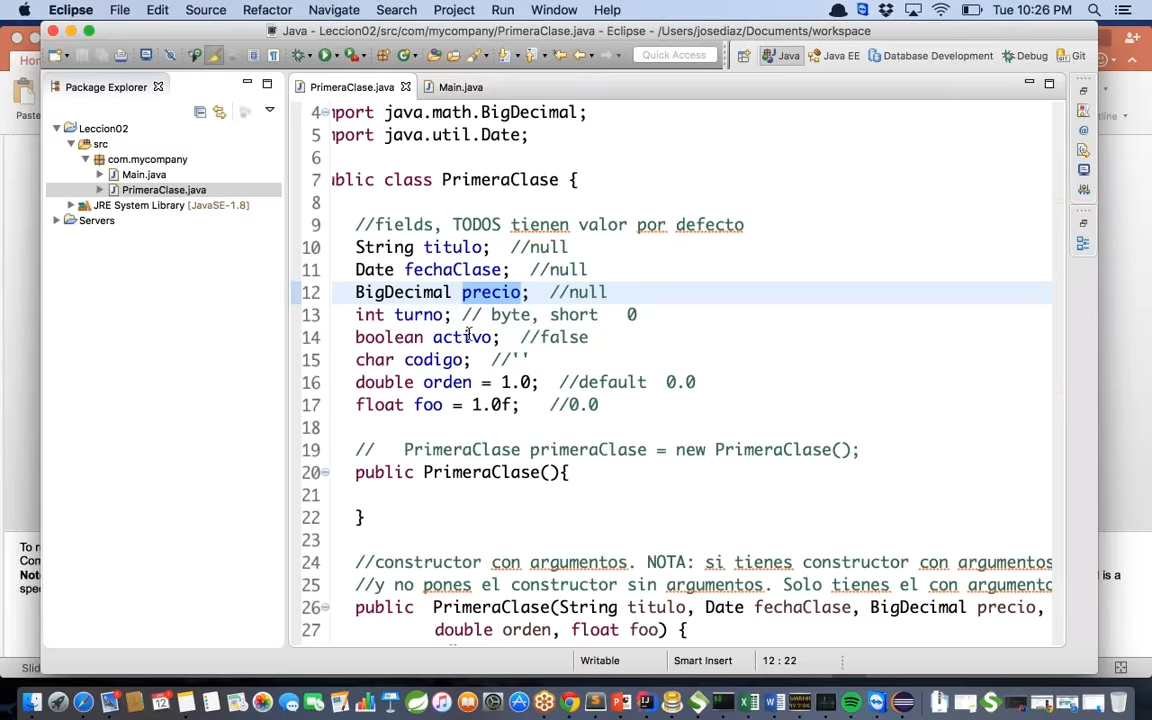 Eclipse File Edit Source Refactor Navigate Search Project Run Window Help Tue 10:26 PM
Java - Leccion02/src/com/mycompany/PrimeraClase.java - Eclipse - /Users/josediaz/Documents/workspace
Quick Access Java Java EE Database Development Debug Git
Package Explorer
PrimeraClase.java Main.java
Paste
Leccion02
src
com.mycompany
Main.java
PrimeraClase.java
JRE System Library [JavaSE-1.8]
Servers
4 mport java.math.BigDecimal;
5 mport java.util.Date;
6
7 ublic class PrimeraClase {
8
9 //fields, TODOS tienen valor por defecto
10 String titulo; //null
11 Date fechaClase; //null
12 BigDecimal precio; //null
13 int turno; // byte, short 0
14 boolean activo; //false
15 char codigo; //''
16 double orden = 1.0; //default 0.0
17 float foo = 1.0f; //0.0
18
19 // PrimeraClase primeraClase = new PrimeraClase();
20 public PrimeraClase(){
21
22 }
23
24 //constructor con argumentos. NOTA: si tienes constructor con argumentos
25 //y no pones el constructor sin argumentos. Solo tienes el con argumento
26 public PrimeraClase(String titulo, Date fechaClase, BigDecimal precio,
27 double orden, float foo) {
Writable Smart Insert 12 : 22